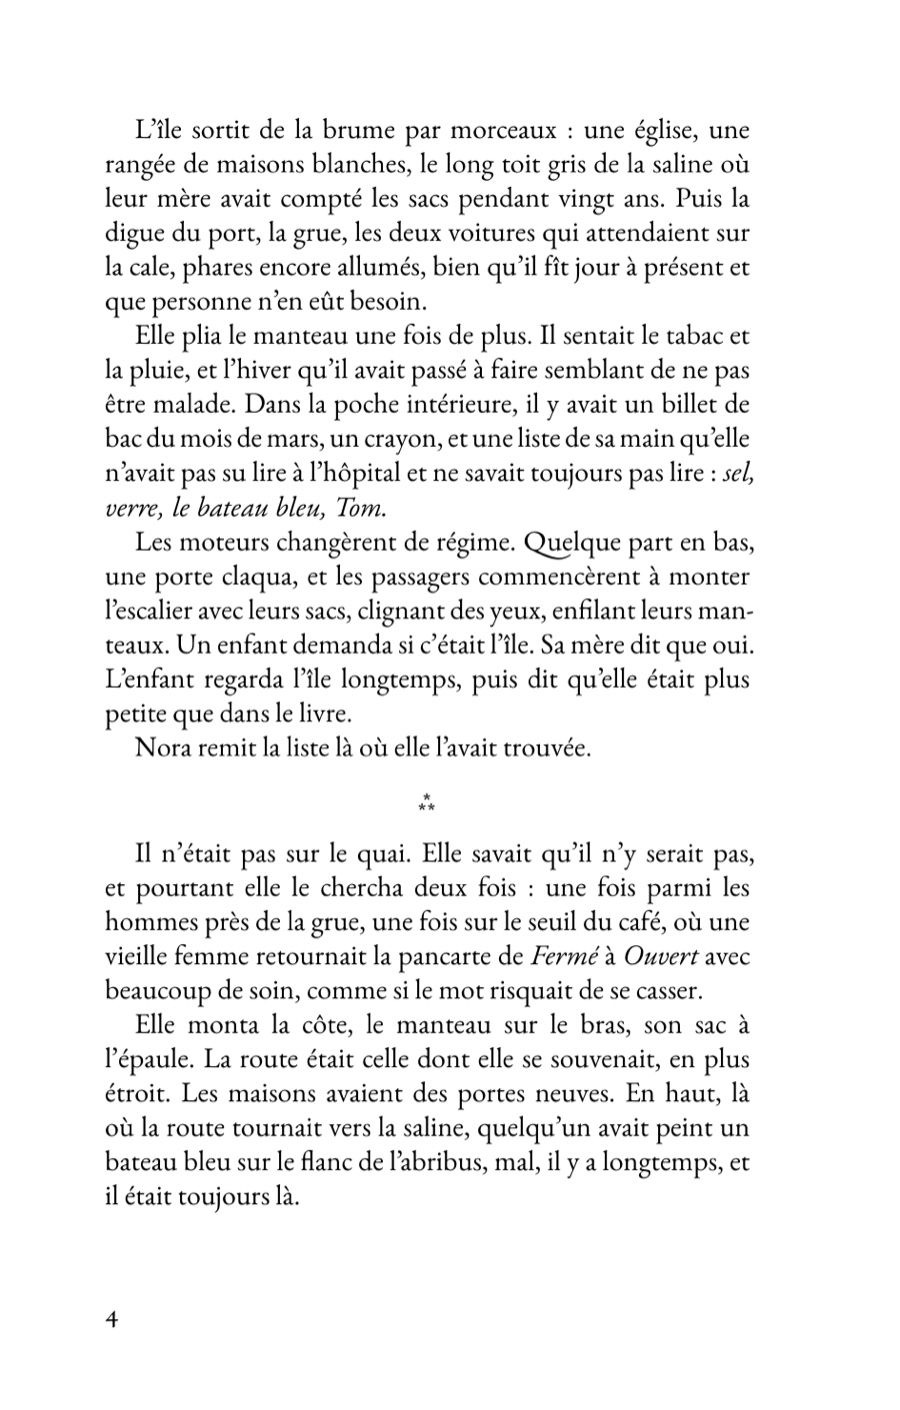 L’île sortit de la brume par morceaux : une église, une
rangée de maisons blanches, le long toit gris de la saline où
leur mère avait compté les sacs pendant vingt ans. Puis la
digue du port, la grue, les deux voitures qui attendaient sur
la cale, phares encore allumés, bien qu’il fît jour à présent et
que personne n’en eût besoin.
Elle plia le manteau une fois de plus. Il sentait le tabac et
la pluie, et l’hiver qu’il avait passé à faire semblant de ne pas
être malade. Dans la poche intérieure, il y avait un billet de
bac du mois de mars, un crayon, et une liste de sa main qu’elle
n’avait pas su lire à l’hôpital et ne savait toujours pas lire : sel,
verre, le bateau bleu, Tom.
Les moteurs changèrent de régime. Quelque part en bas,
une porte claqua, et les passagers commencèrent à monter
l’escalier avec leurs sacs, clignant des yeux, enfilant leurs man-
teaux. Un enfant demanda si c’était l’île. Sa mère dit que oui.
L’enfant regarda l’île longtemps, puis dit qu’elle était plus
petite que dans le livre.
Nora remit la liste là où elle l’avait trouvée.
⁂
Il n’était pas sur le quai. Elle savait qu’il n’y serait pas,
et pourtant elle le chercha deux fois : une fois parmi les
hommes près de la grue, une fois sur le seuil du café, où une
vieille femme retournait la pancarte de Fermé à Ouvert avec
beaucoup de soin, comme si le mot risquait de se casser.
Elle monta la côte, le manteau sur le bras, son sac à
l’épaule. La route était celle dont elle se souvenait, en plus
étroit. Les maisons avaient des portes neuves. En haut, là
où la route tournait vers la saline, quelqu’un avait peint un
bateau bleu sur le flanc de l’abribus, mal, il y a longtemps, et
il était toujours là.
4